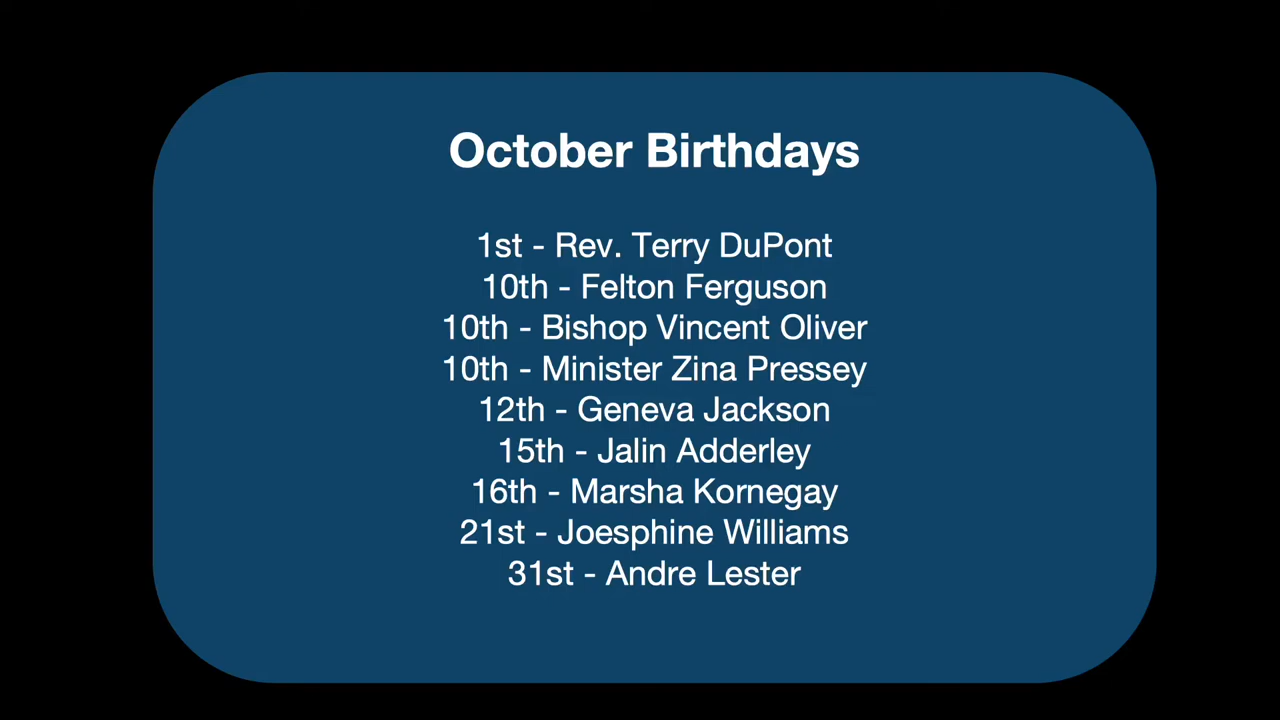 October Birthdays
1st - Rev. Terry DuPont
10th - Felton Ferguson
10th - Bishop Vincent Oliver
10th - Minister Zina Pressey
12th - Geneva Jackson
15th - Jalin Adderley
16th - Marsha Kornegay
21st - Joesphine Williams
31st - Andre Lester